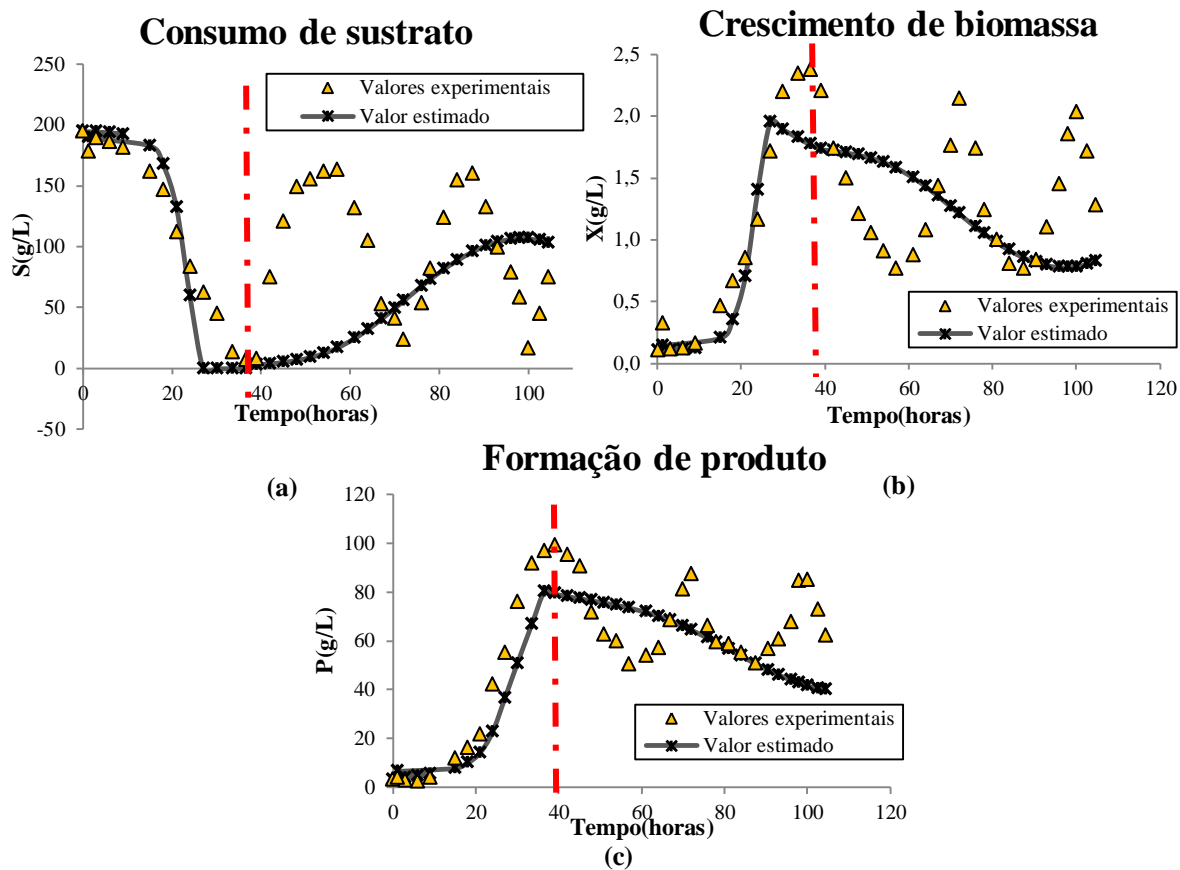 Consumo de sustrato
250
200
150
100
50
0
-50
S(g/L)
0
20
40
60
80
100
Tempo(horas)
Valores experimentais
Valor estimado
(a)
Crescimento de biomassa
2,5
2,0
1,5
1,0
0,5
0,0
X(g/L)
0
20
40
60
80
100
120
Tempo(horas)
Valores experimentais
Valor estimado
(b)
Formação de produto
120
100
80
60
40
20
0
P(g/L)
0
20
40
60
80
100
120
Tempo(horas)
Valores experimentais
Valor estimado
(c)